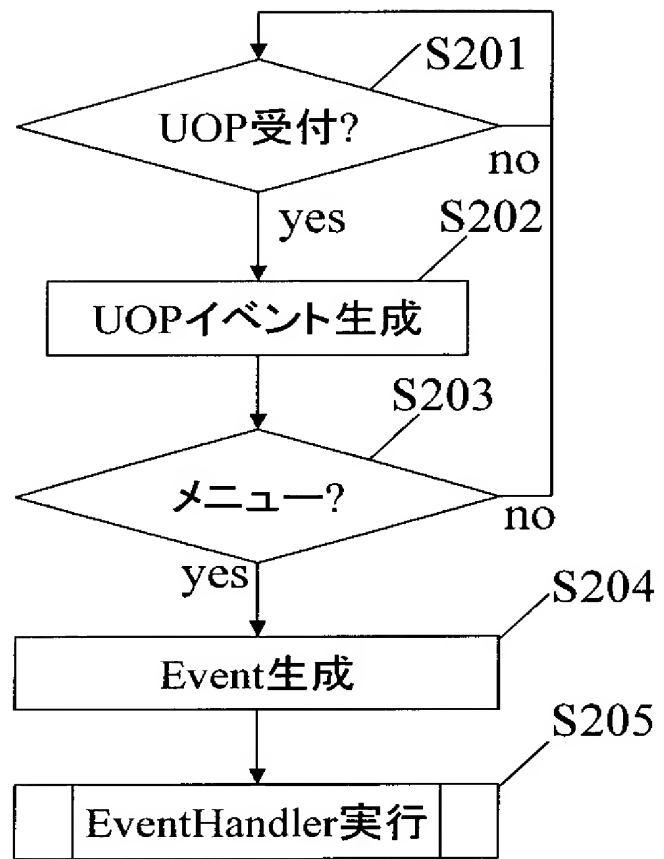 S201
UOP受付?
no
yes
S202
UOPイベント生成
S203
メニュー?
no
yes
S204
Event生成
S205
EventHandler実行